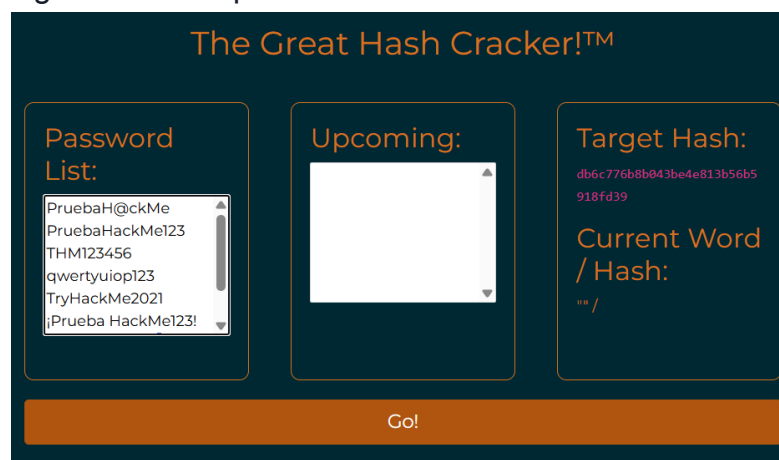 The Great Hash Cracker!™
Password
List:
PruebaH@ckMe
PruebaHackMe123
THM123456
qwertyuiop123
TryHackMe2021
¡Prueba HackMe123!
Upcoming:
Target Hash:
db6c776b8b043be4e813b56b5
918fd39
Current Word
/ Hash:
"" /
Go!